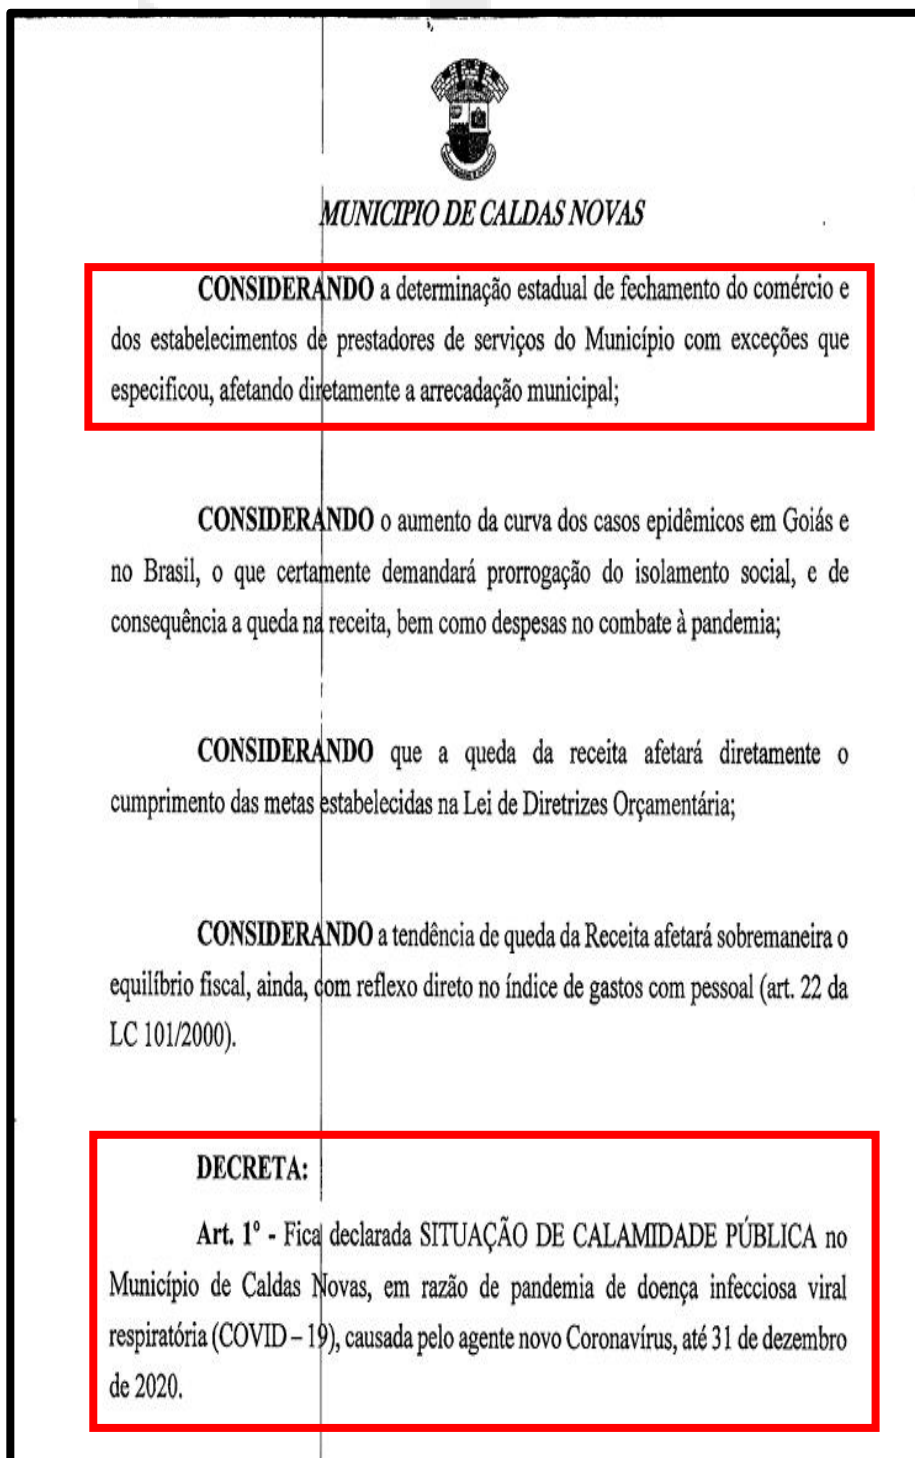 MUNICIPIO DE CALDAS NOVAS
CONSIDERANDO a determinação estadual de fechamento do comércio e
dos estabelecimentos de prestadores de serviços do Município com exceções que
especificou, afetando diretamente a arrecadação municipal;
CONSIDERANDO o aumento da curva dos casos epidêmicos em Goiás e
no Brasil, o que certamente demandará prorrogação do isolamento social, e de
consequência a queda na receita, bem como despesas no combate à pandemia;
CONSIDERANDO que a queda da receita afetará diretamente o
cumprimento das metas estabelecidas na Lei de Diretrizes Orçamentária;
CONSIDERANDO a tendência de queda da Receita afetará sobremaneira o
equilíbrio fiscal, ainda, com reflexo direto no índice de gastos com pessoal (art. 22 da
LC 101/2000).
DECRETA:
Art. 1º - Fica declarada SITUAÇÃO DE CALAMIDADE PÚBLICA no
Município de Caldas Novas, em razão de pandemia de doença infecciosa viral
respiratória (COVID – 19), causada pelo agente novo Coronavírus, até 31 de dezembro
de 2020.